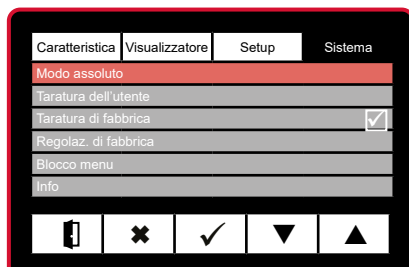 Caratteristica Visualizzatore Setup Sistema
Modo assoluto
Taratura dell'utente
Taratura di fabbrica
Regolaz. di fabbrica
Blocco menu
Info